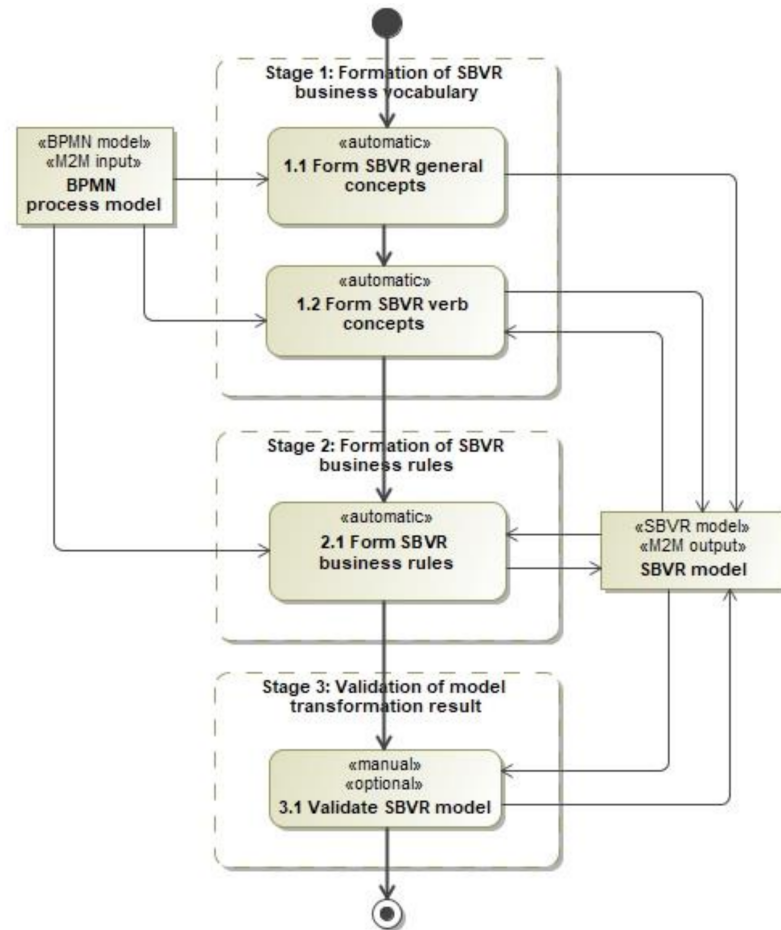 Stage 1: Formation of SBVR
business vocabulary
«BPMN model»
«M2M input»
BPMN
process model
«automatic»
1.1 Form SBVR general
concepts
«automatic»
1.2 Form SBVR verb
concepts
Stage 2: Formation of SBVR
business rules
«automatic»
2.1 Form SBVR
business rules
«SBVR model»
«M2M output»
SBVR model
Stage 3: Validation of model
transformation result
«manual»
«optional»
3.1 Validate SBVR model